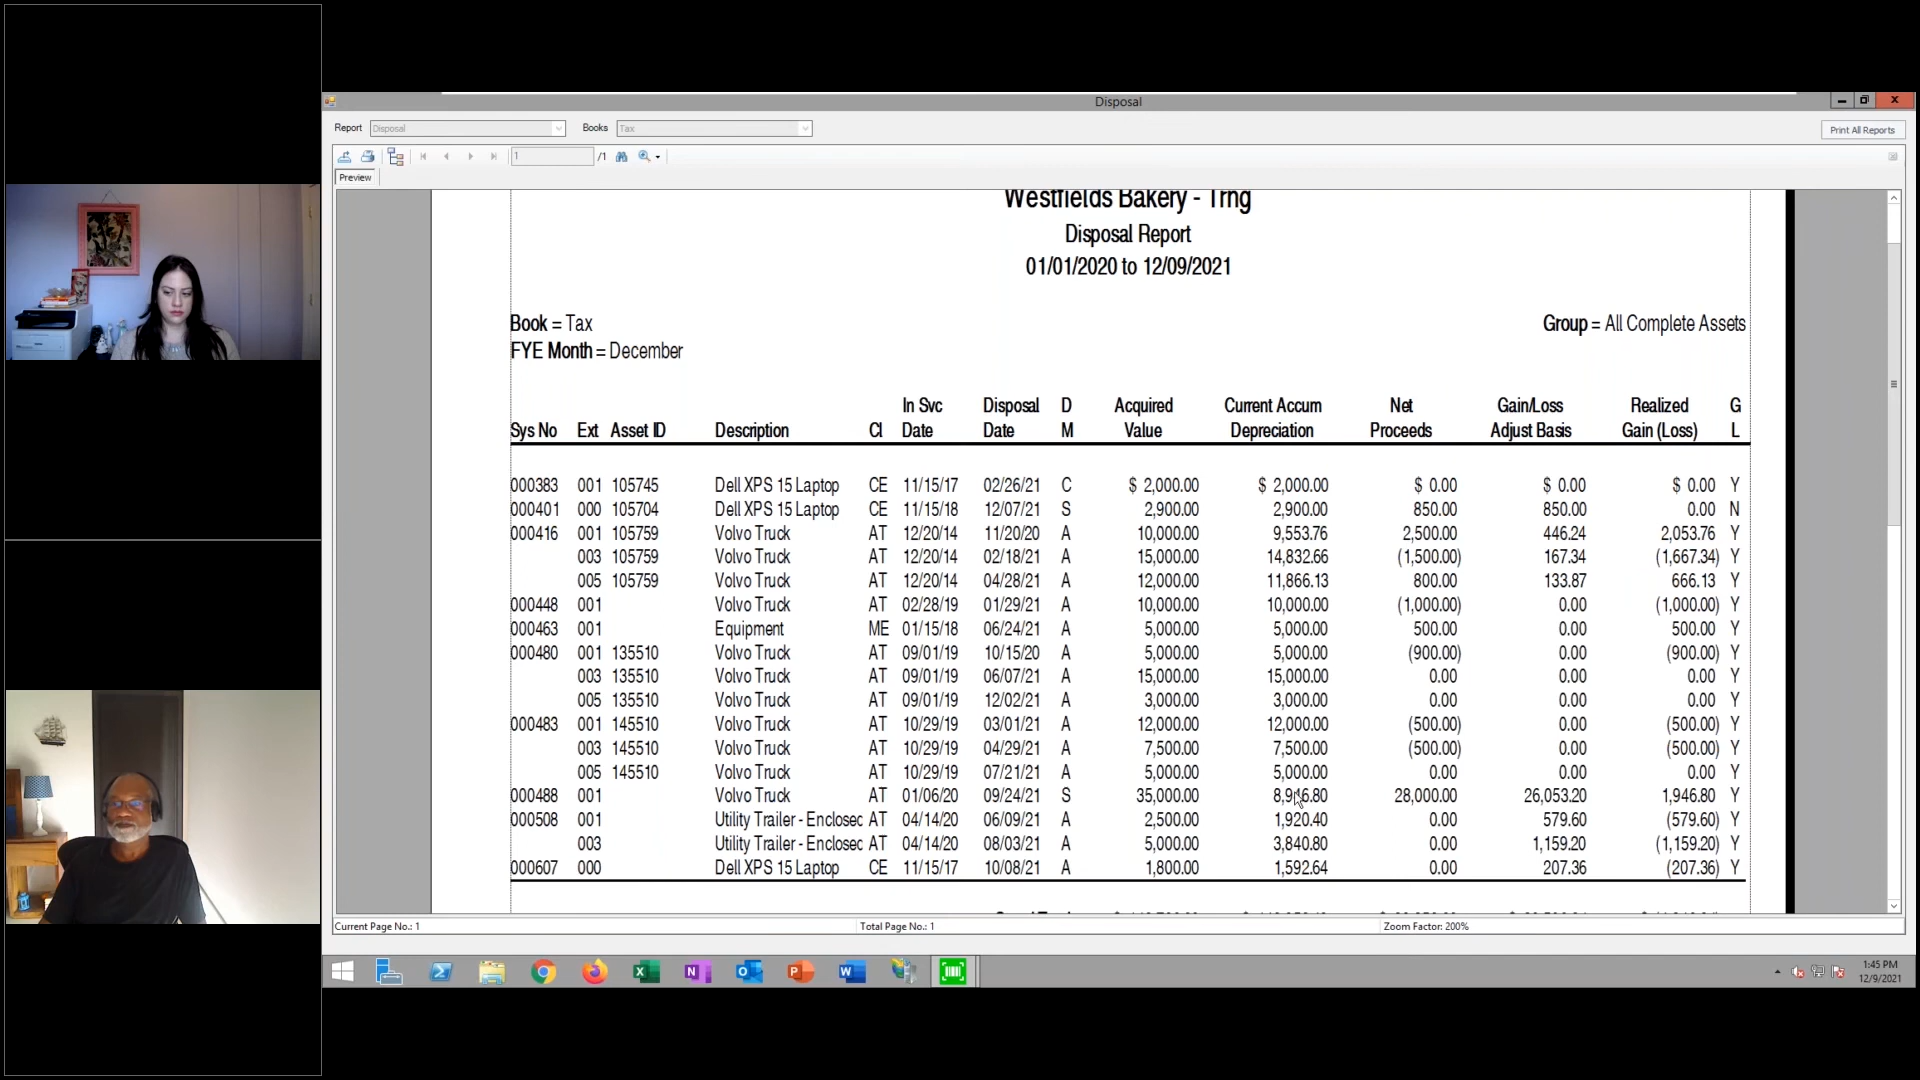 Disposal
Report Disposal Books Tax Print All Reports
1 /1
Preview
Westfields Bakery - Trng
Disposal Report
01/01/2020 to 12/09/2021
Book = Tax Group = All Complete Assets
FYE Month = December
In Svc Disposal D Acquired Current Accum Net Gain/Loss Realized G
Sys No Ext Asset ID Description Cl Date Date M Value Depreciation Proceeds Adjust Basis Gain (Loss) L
000383 001 105745 Dell XPS 15 Laptop CE 11/15/17 02/26/21 C $ 2,000.00 $ 2,000.00 $ 0.00 $ 0.00 $ 0.00 Y
000401 000 105704 Dell XPS 15 Laptop CE 11/15/18 12/07/21 S 2,900.00 2,900.00 850.00 850.00 0.00 N
000416 001 105759 Volvo Truck AT 12/20/14 11/20/20 A 10,000.00 9,553.76 2,500.00 446.24 2,053.76 Y
003 105759 Volvo Truck AT 12/20/14 02/18/21 A 15,000.00 14,832.66 (1,500.00) 167.34 (1,667.34) Y
005 105759 Volvo Truck AT 12/20/14 04/28/21 A 12,000.00 11,866.13 800.00 133.87 666.13 Y
000448 001 Volvo Truck AT 02/28/19 01/29/21 A 10,000.00 10,000.00 (1,000.00) 0.00 (1,000.00) Y
000463 001 Equipment ME 01/15/18 06/24/21 A 5,000.00 5,000.00 500.00 0.00 500.00 Y
000480 001 135510 Volvo Truck AT 09/01/19 10/15/20 A 5,000.00 5,000.00 (900.00) 0.00 (900.00) Y
003 135510 Volvo Truck AT 09/01/19 06/07/21 A 15,000.00 15,000.00 0.00 0.00 0.00 Y
005 135510 Volvo Truck AT 09/01/19 12/02/21 A 3,000.00 3,000.00 0.00 0.00 0.00 Y
000483 001 145510 Volvo Truck AT 10/29/19 03/01/21 A 12,000.00 12,000.00 (500.00) 0.00 (500.00) Y
003 145510 Volvo Truck AT 10/29/19 04/29/21 A 7,500.00 7,500.00 (500.00) 0.00 (500.00) Y
005 145510 Volvo Truck AT 10/29/19 07/21/21 A 5,000.00 5,000.00 0.00 0.00 0.00 Y
000488 001 Volvo Truck AT 01/06/20 09/24/21 S 35,000.00 8,946.80 28,000.00 26,053.20 1,946.80 Y
000508 001 Utility Trailer - Enclosec AT 04/14/20 06/09/21 A 2,500.00 1,920.40 0.00 579.60 (579.60) Y
003 Utility Trailer - Enclosec AT 04/14/20 08/03/21 A 5,000.00 3,840.80 0.00 1,159.20 (1,159.20) Y
000607 000 Dell XPS 15 Laptop CE 11/15/17 10/08/21 A 1,800.00 1,592.64 0.00 207.36 (207.36) Y
Current Page No.: 1 Total Page No.: 1 Zoom Factor: 200%
1:45 PM
12/9/2021